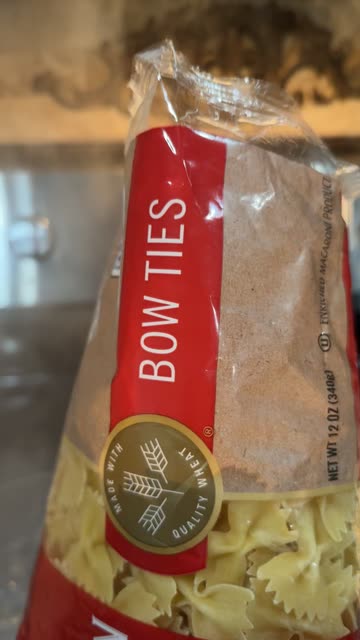 BOW TIES
®
MADE WITH
QUALITY WHEAT
U ENRICHED MACARONI PRODUCT
NET WT 12 OZ (340g)